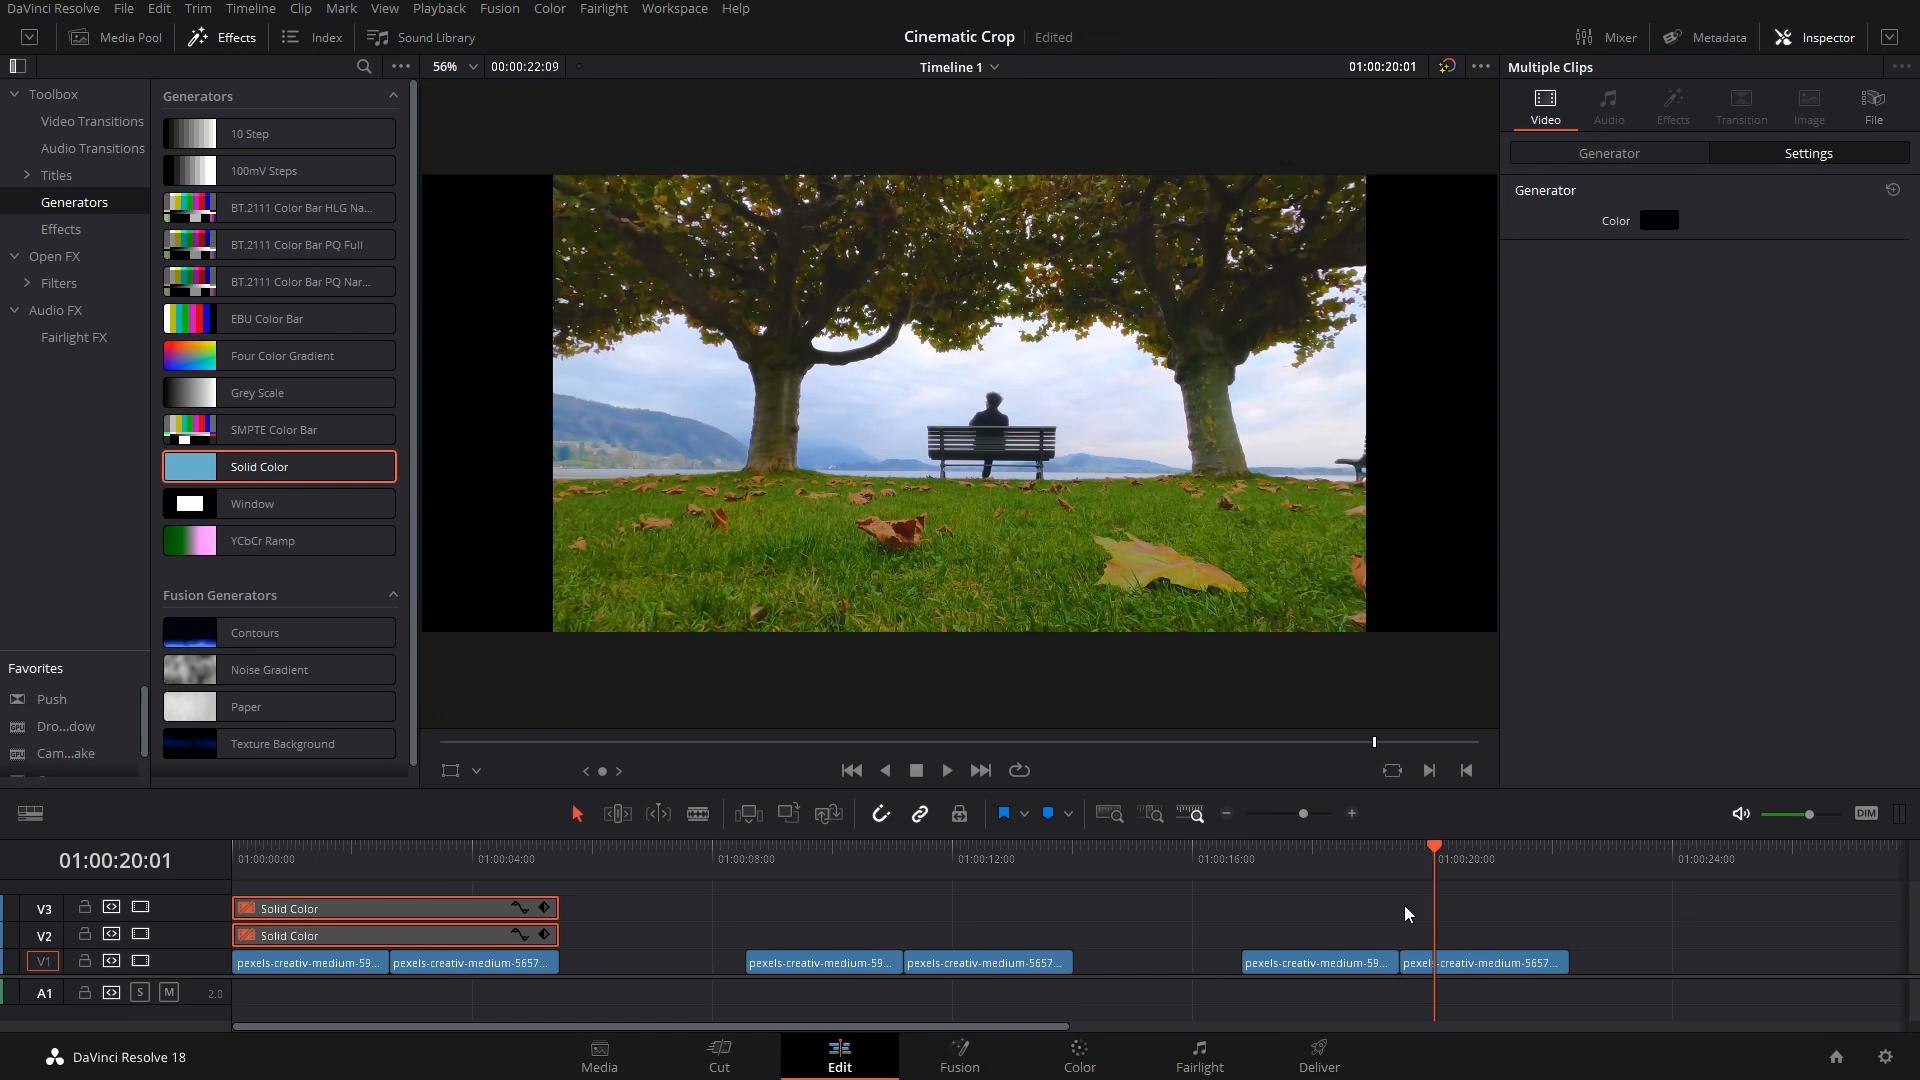 DaVinci Resolve File Edit Trim Timeline Clip Mark View Playback Fusion Color Fairlight Workspace Help
Media Pool Effects Index Sound Library
Cinematic Crop Edited
Mixer Metadata Inspector
56% 00:00:22:09
Timeline 1
01:00:20:01
Multiple Clips
Toolbox
Video Transitions
Audio Transitions
Titles
Generators
Effects
Open FX
Filters
Audio FX
Fairlight FX
Favorites
Push
Dro...dow
Cam...ake
Generators
10 Step
100mV Steps
BT.2111 Color Bar HLG Na...
BT.2111 Color Bar PQ Full
BT.2111 Color Bar PQ Nar...
EBU Color Bar
Four Color Gradient
Grey Scale
SMPTE Color Bar
Solid Color
Window
YCbCr Ramp
Fusion Generators
Contours
Noise Gradient
Paper
Texture Background
Video Audio Effects Transition Image File
Generator Settings
Generator
Color
DIM
01:00:20:01
01:00:00:00 01:00:04:00 01:00:08:00 01:00:12:00 01:00:16:00 01:00:20:00 01:00:24:00
V3 Solid Color
V2 Solid Color
V1 pexels-creativ-medium-59... pexels-creativ-medium-5657... pexels-creativ-medium-59... pexels-creativ-medium-5657... pexels-creativ-medium-59... pexels-creativ-medium-5657...
A1 S M 2.0
DaVinci Resolve 18
Media Cut Edit Fusion Color Fairlight Deliver